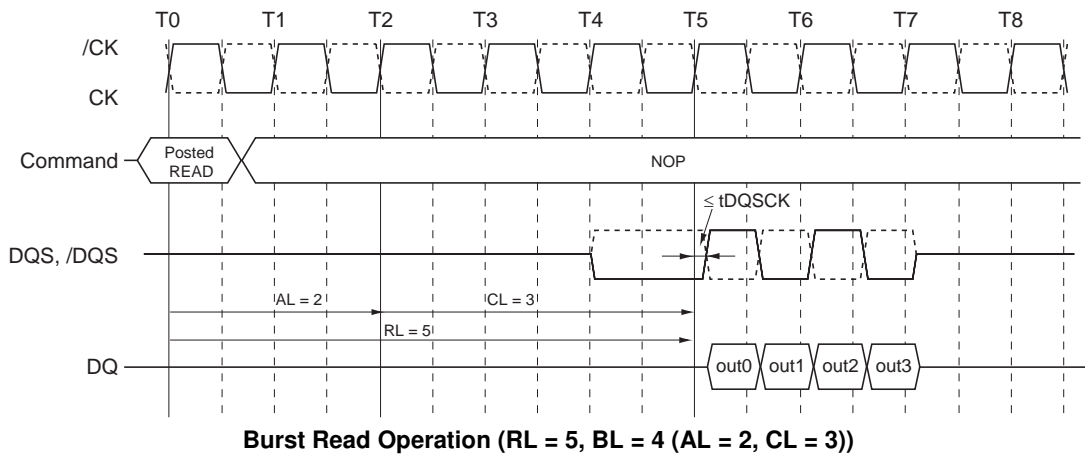 T0 T1 T2 T3 T4 T5 T6 T7 T8
/CK
CK
Command
Posted
READ
NOP
≤ tDQSCK
DQS, /DQS
AL = 2
CL = 3
RL = 5
DQ
out0 out1 out2 out3
Burst Read Operation (RL = 5, BL = 4 (AL = 2, CL = 3))